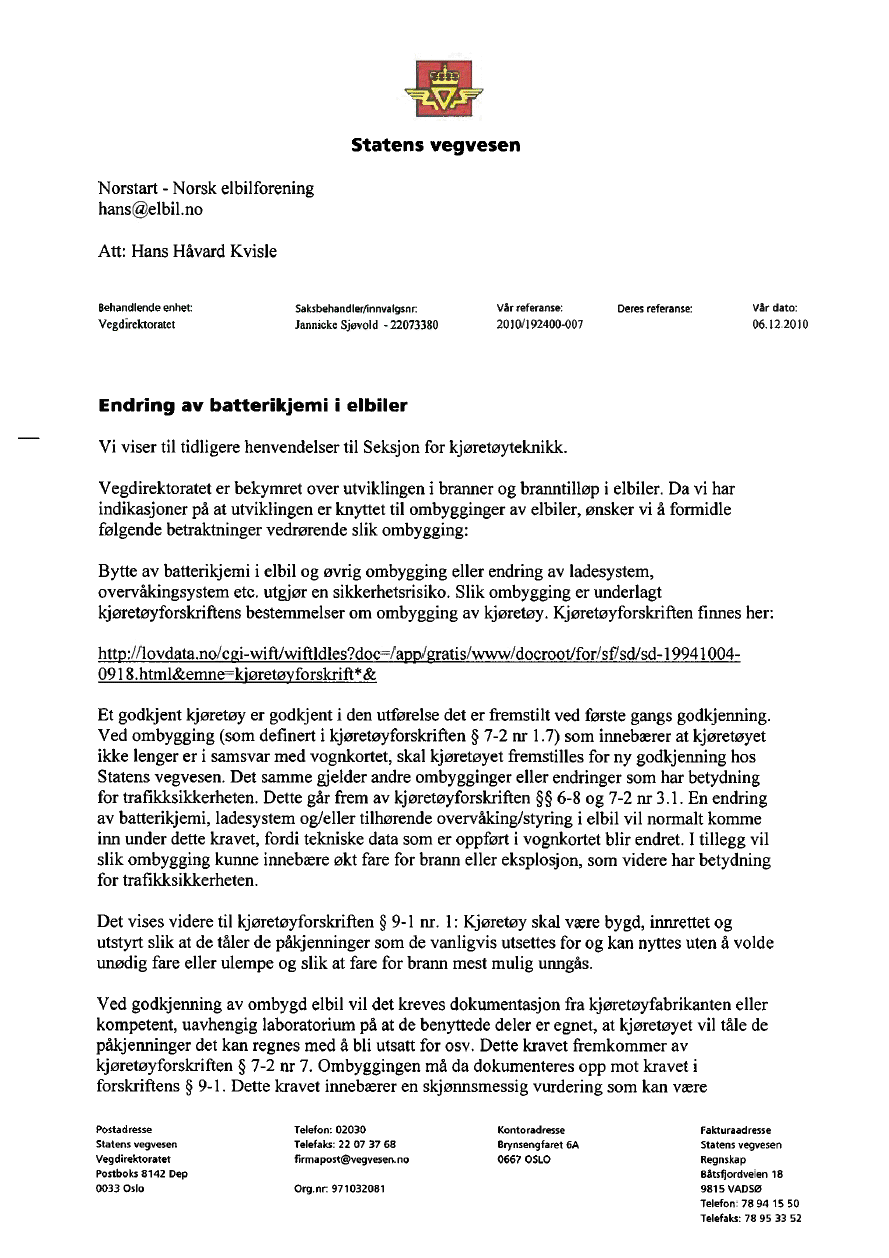 Statens vegvesen
Norstart - Norsk elbilforening
hans@elbil.no
Att: Hans Håvard Kvisle
Behandlende enhet: Saksbehandler/innvalgsnr: Vår referanse: Deres referanse: Vår dato:
Vegdirektoratet Jannicke Sjøvold - 22073380 2010/192400-007 06.12.2010
Endring av batterikjemi i elbiler
Vi viser til tidligere henvendelser til Seksjon for kjøretøyteknikk.
Vegdirektoratet er bekymret over utviklingen i branner og branntilløp i elbiler. Da vi har
indikasjoner på at utviklingen er knyttet til ombygginger av elbiler, ønsker vi å formidle
følgende betraktninger vedrørende slik ombygging:
Bytte av batterikjemi i elbil og øvrig ombygging eller endring av ladesystem,
overvåkingsystem etc. utgjør en sikkerhetsrisiko. Slik ombygging er underlagt
kjøretøyforskriftens bestemmelser om ombygging av kjøretøy. Kjøretøyforskriften finnes her:
http://lovdata.no/cgi-wift/wiftldles?doc=/app/gratis/www/docroot/for/sf/sd/sd-19941004-
0918.html&emne=kjøretøyforskrift*&
Et godkjent kjøretøy er godkjent i den utførelse det er fremstilt ved første gangs godkjenning.
Ved ombygging (som definert i kjøretøyforskriften § 7-2 nr 1.7) som innebærer at kjøretøyet
ikke lenger er i samsvar med vognkortet, skal kjøretøyet fremstilles for ny godkjenning hos
Statens vegvesen. Det samme gjelder andre ombygginger eller endringer som har betydning
for trafikksikkerheten. Dette går frem av kjøretøyforskriften §§ 6-8 og 7-2 nr 3.1. En endring
av batterikjemi, ladesystem og/eller tilhørende overvåking/styring i elbil vil normalt komme
inn under dette kravet, fordi tekniske data som er oppført i vognkortet blir endret. I tillegg vil
slik ombygging kunne innebære økt fare for brann eller eksplosjon, som videre har betydning
for trafikksikkerheten.
Det vises videre til kjøretøyforskriften § 9-1 nr. 1: Kjøretøy skal være bygd, innrettet og
utstyrt slik at de tåler de påkjenninger som de vanligvis utsettes for og kan nyttes uten å volde
unødig fare eller ulempe og slik at fare for brann mest mulig unngås.
Ved godkjenning av ombygd elbil vil det kreves dokumentasjon fra kjøretøyfabrikanten eller
kompetent, uavhengig laboratorium på at de benyttede deler er egnet, at kjøretøyet vil tåle de
påkjenninger det kan regnes med å bli utsatt for osv. Dette kravet fremkommer av
kjøretøyforskriften § 7-2 nr 7. Ombyggingen må da dokumenteres opp mot kravet i
forskriftens § 9-1. Dette kravet innebærer en skjønnsmessig vurdering som kan være
Postadresse Telefon: 02030 Kontoradresse Fakturaadresse
Statens vegvesen Telefaks: 22 07 37 68 Brynsengfaret 6A Statens vegvesen
Vegdirektoratet firmapost@vegvesen.no 0667 OSLO Regnskap
Postboks 8142 Dep Båtsfjordveien 18
0033 Oslo Org.nr: 971032081 9815 VADSØ
Telefon: 78 94 15 50
Telefaks: 78 95 33 52